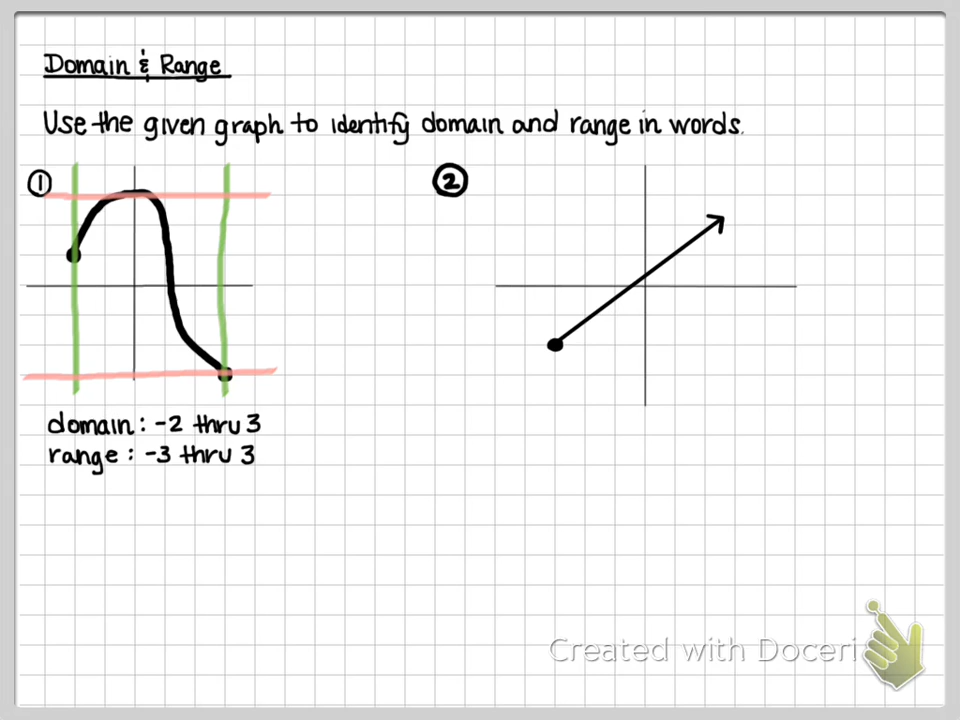 Domain & Range
Use the given graph to identify domain and range in words.
①
②
domain : -2 thru 3
range : -3 thru 3
Created with Doceri